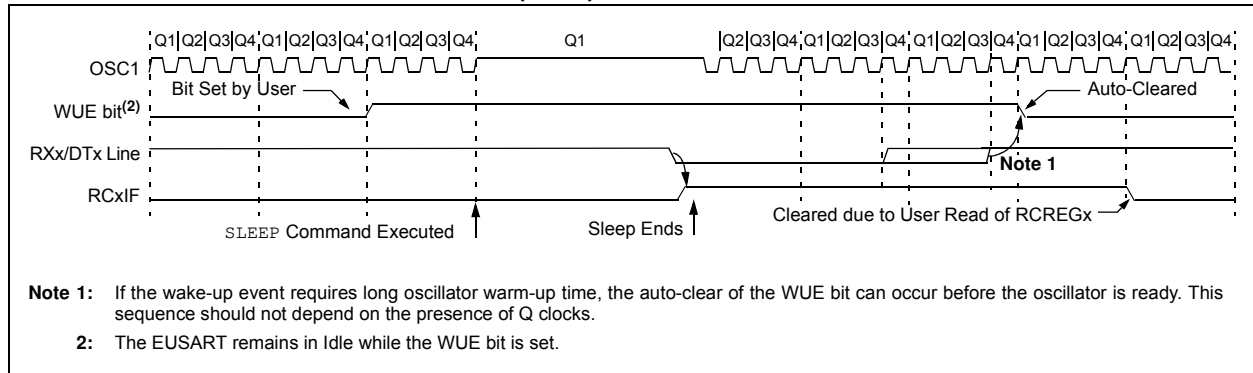 Q1 Q2 Q3 Q4 Q1 Q2 Q3 Q4 Q1 Q2 Q3 Q4 Q1 Q2 Q3 Q4 Q1 Q2 Q3 Q4 Q1 Q2 Q3 Q4 Q1 Q2 Q3 Q4 Q1 Q2 Q3 Q4
OSC1
Bit Set by User
Auto-Cleared
WUE bit(2)
RXx/DTx Line
Note 1
RCxIF
Cleared due to User Read of RCREGx
SLEEP Command Executed
Sleep Ends
Note 1: If the wake-up event requires long oscillator warm-up time, the auto-clear of the WUE bit can occur before the oscillator is ready. This
sequence should not depend on the presence of Q clocks.
2: The EUSART remains in Idle while the WUE bit is set.